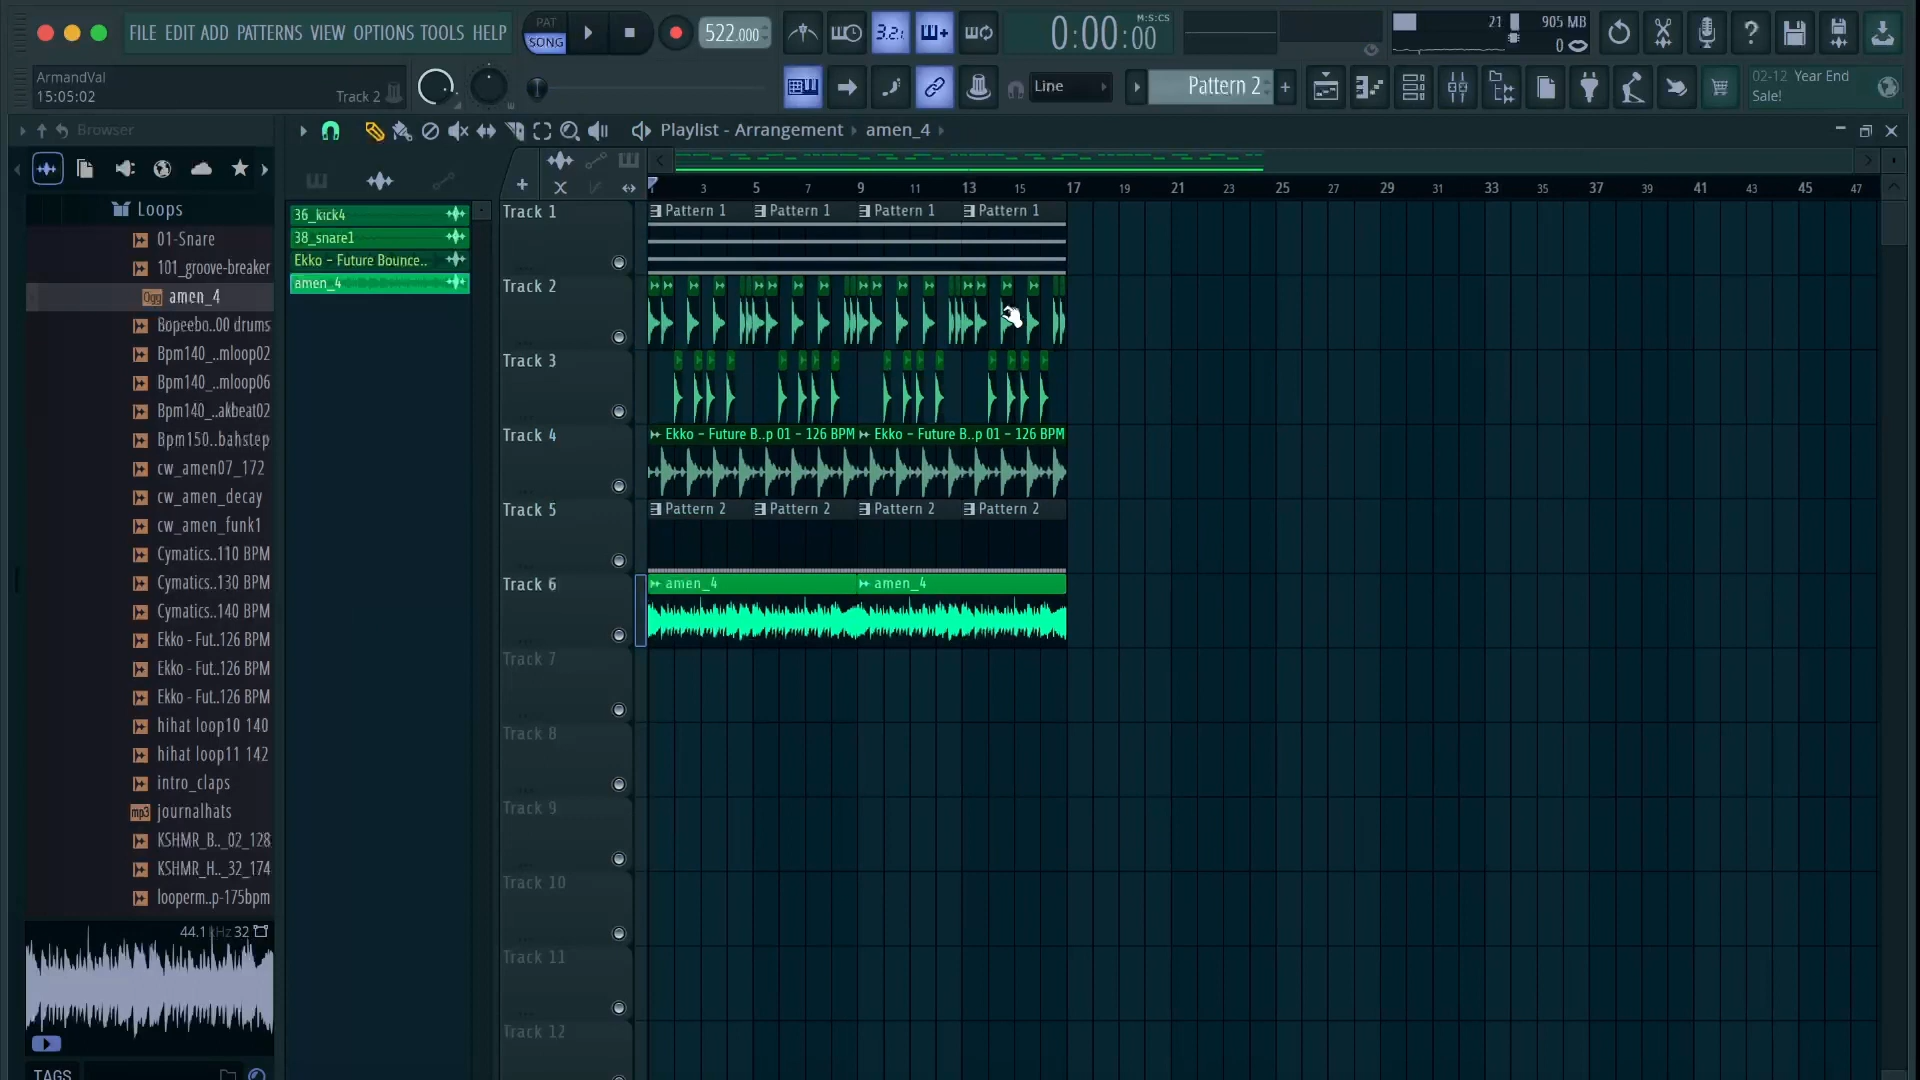 FILE EDIT ADD PATTERNS VIEW OPTIONS TOOLS HELP
PAT
SONG
522.000
3.2
0:00:00
M:S:CS
21
905 MB
0
ArmandVal
15:05:02
Track 2
Line
Pattern 2
02-12 Year End
Sale!
Browser
Playlist - Arrangement
amen_4
Loops
01-Snare
101_groove-breaker
Ogg amen_4
Bopeebo..00 drums
Bpm140_..mloop02
Bpm140_..mloop06
Bpm140_..akbeat02
Bpm150..bahstep
cw_amen07_172
cw_amen_decay
cw_amen_funk1
Cymatics..110 BPM
Cymatics..130 BPM
Cymatics..140 BPM
Ekko - Fut..126 BPM
Ekko - Fut..126 BPM
Ekko - Fut..126 BPM
hihat loop10 140
hihat loop11 142
intro_claps
mp3 journalhats
KSHMR_B.._02_128
KSHMR_H.._32_174
looperm..p-175bpm
44.1 kHz 32
TAGS
36_kick4
38_snare1
Ekko - Future Bounce..
amen_4
3 5 7 9 11 13 15 17 19 21 23 25 27 29 31 33 35 37 39 41 43 45 47
Track 1
Pattern 1 Pattern 1 Pattern 1 Pattern 1
Track 2
Track 3
Track 4
Ekko - Future B..p 01 - 126 BPM Ekko - Future B..p 01 - 126 BPM
Track 5
Pattern 2 Pattern 2 Pattern 2 Pattern 2
Track 6
amen_4 amen_4
Track 7
Track 8
Track 9
Track 10
Track 11
Track 12